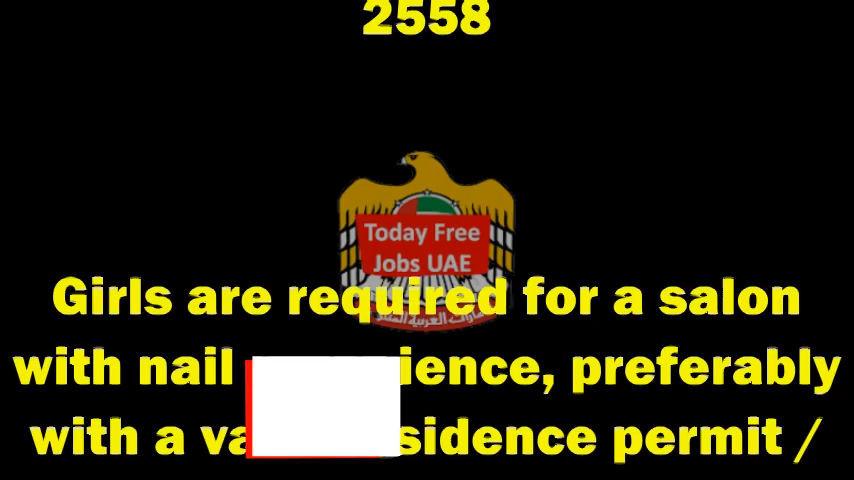 2558
Today Free
Jobs UAE
Girls are required for a salon
with nail ience, preferably
with a va sidence permit /